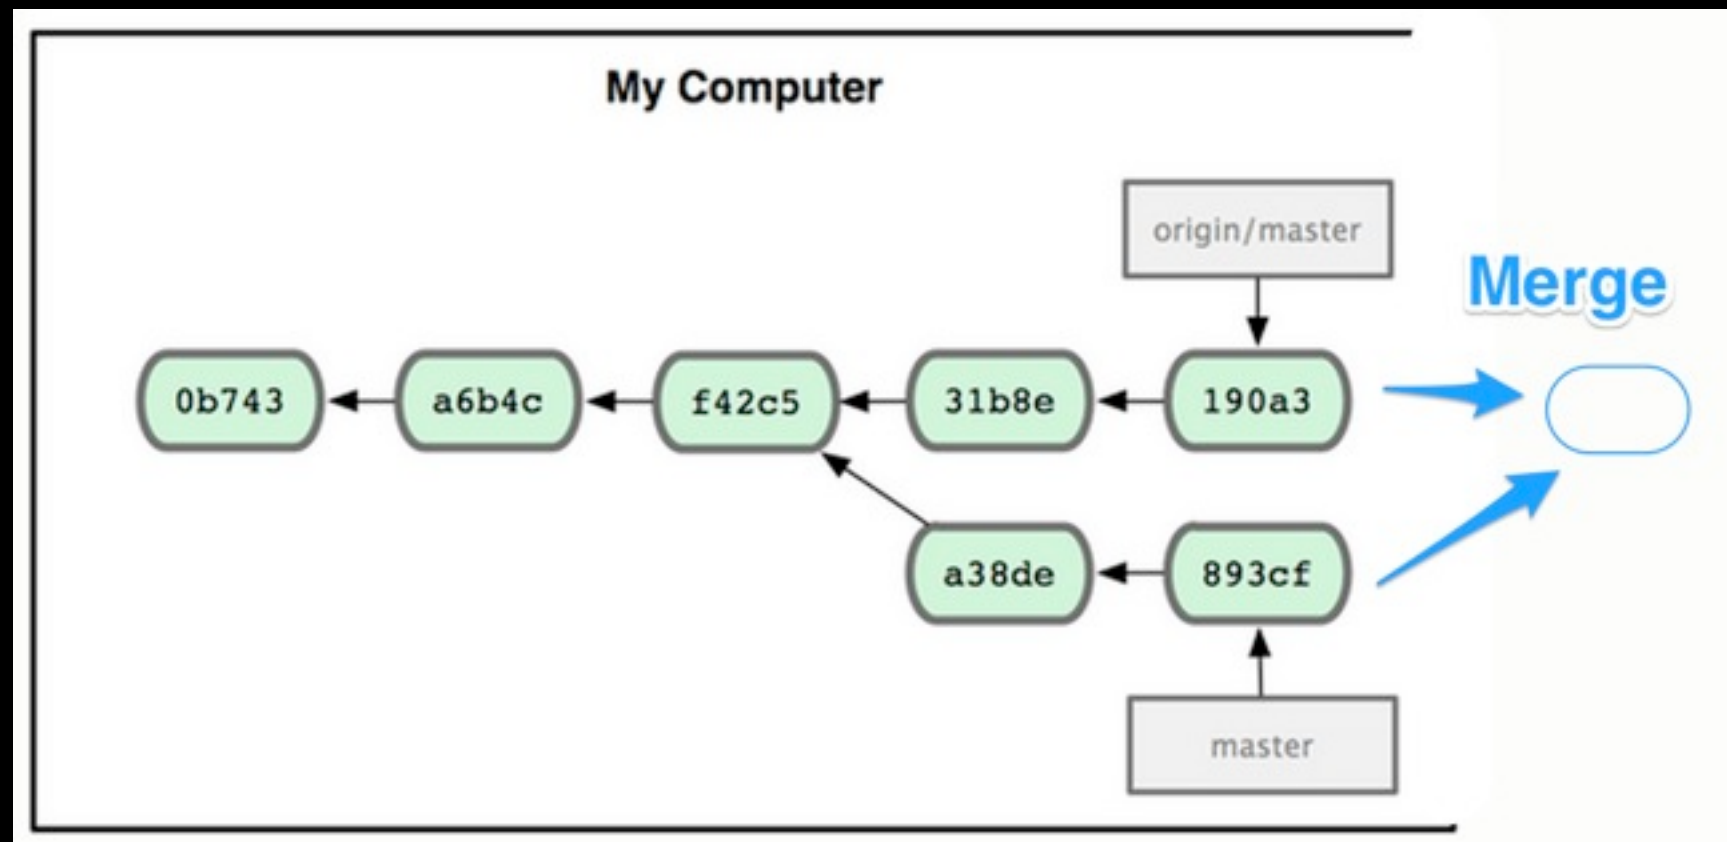 My Computer
origin/master
Merge
0b743
a6b4c
f42c5
31b8e
190a3
a38de
893cf
master